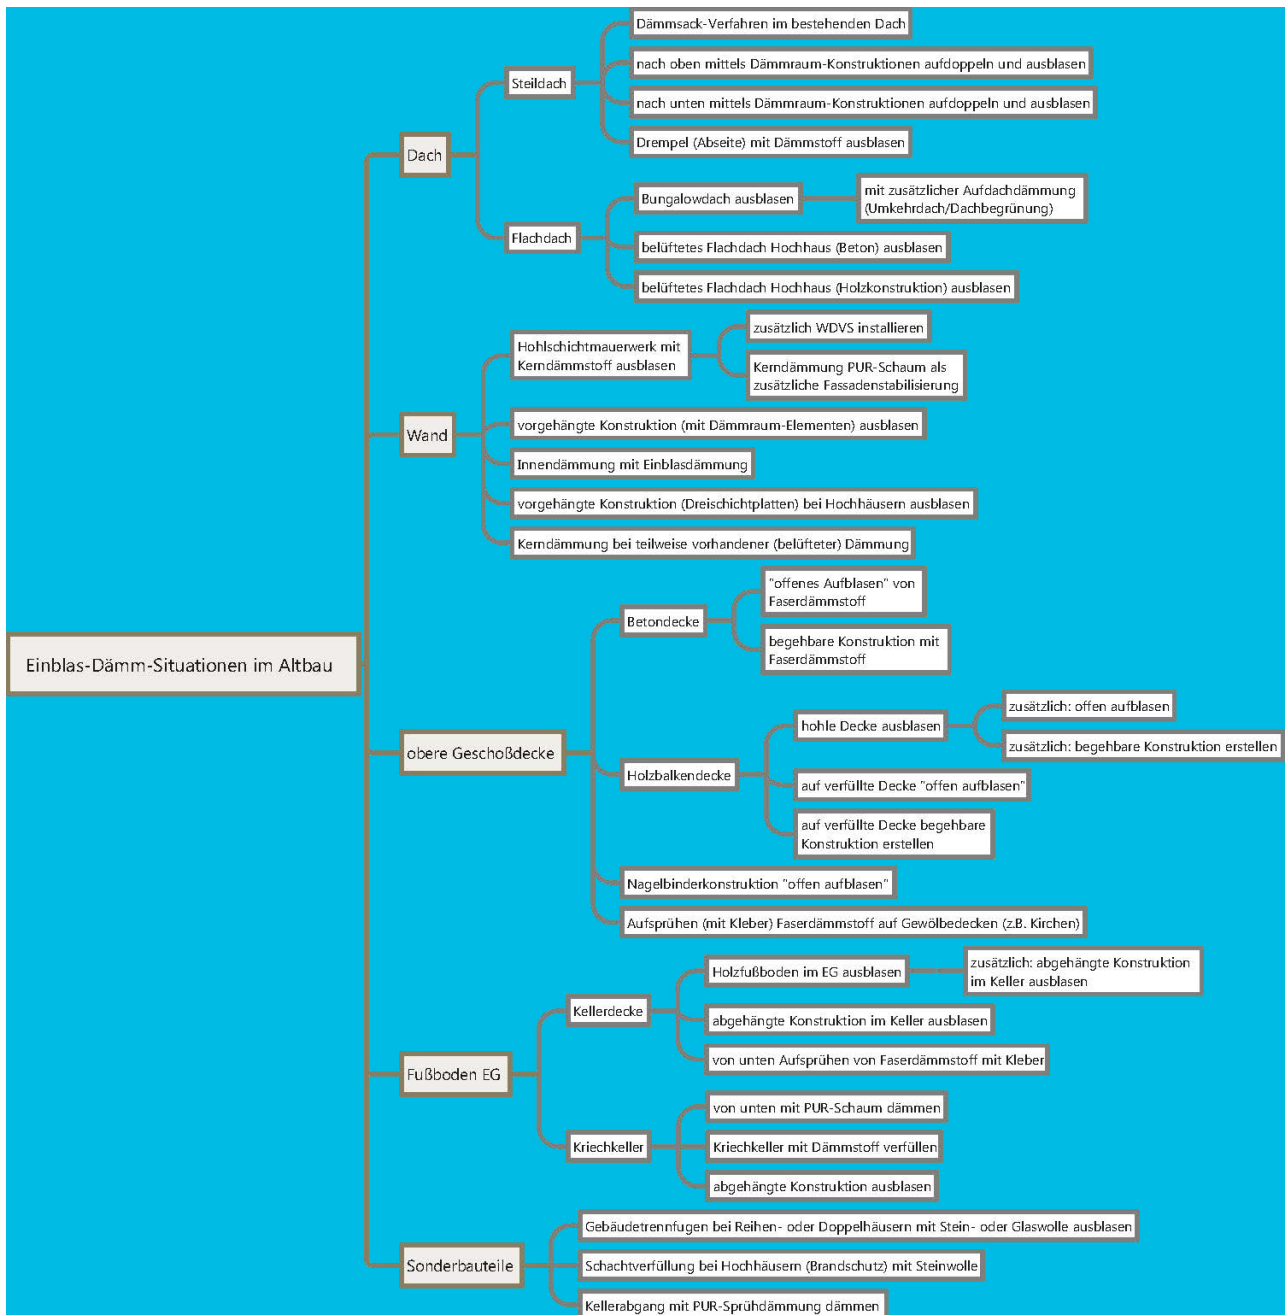 Einblas-Dämm-Situationen im Altbau
Dach
Steildach
Dämmsack-Verfahren im bestehenden Dach
nach oben mittels Dämmraum-Konstruktionen aufdoppeln und ausblasen
nach unten mittels Dämmraum-Konstruktionen aufdoppeln und ausblasen
Drempel (Abseite) mit Dämmstoff ausblasen
Flachdach
Bungalowdach ausblasen
mit zusätzlicher Aufdachdämmung
(Umkehrdach/Dachbegrünung)
belüftetes Flachdach Hochhaus (Beton) ausblasen
belüftetes Flachdach Hochhaus (Holzkonstruktion) ausblasen
Wand
Hohlschichtmauerwerk mit
Kerndämmstoff ausblasen
zusätzlich WDVS installieren
Kerndämmung PUR-Schaum als
zusätzliche Fassadenstabilisierung
vorgehängte Konstruktion (mit Dämmraum-Elementen) ausblasen
Innendämmung mit Einblasdämmung
vorgehängte Konstruktion (Dreischichtplatten) bei Hochhäusern ausblasen
Kerndämmung bei teilweise vorhandener (belüfteter) Dämmung
obere Geschoßdecke
Betondecke
"offenes Aufblasen" von
Faserdämmstoff
begehbare Konstruktion mit
Faserdämmstoff
Holzbalkendecke
hohle Decke ausblasen
zusätzlich: offen aufblasen
zusätzlich: begehbare Konstruktion erstellen
auf verfüllte Decke "offen aufblasen"
auf verfüllte Decke begehbare
Konstruktion erstellen
Nagelbinderkonstruktion "offen aufblasen"
Aufsprühen (mit Kleber) Faserdämmstoff auf Gewölbedecken (z.B. Kirchen)
Fußboden EG
Kellerdecke
Holzfußboden im EG ausblasen
zusätzlich: abgehängte Konstruktion
im Keller ausblasen
abgehängte Konstruktion im Keller ausblasen
von unten Aufsprühen von Faserdämmstoff mit Kleber
Kriechkeller
von unten mit PUR-Schaum dämmen
Kriechkeller mit Dämmstoff verfüllen
abgehängte Konstruktion ausblasen
Sonderbauteile
Gebäudetrennfugen bei Reihen- oder Doppelhäusern mit Stein- oder Glaswolle ausblasen
Schachtverfüllung bei Hochhäusern (Brandschutz) mit Steinwolle
Kellerabgang mit PUR-Sprühdämmung dämmen